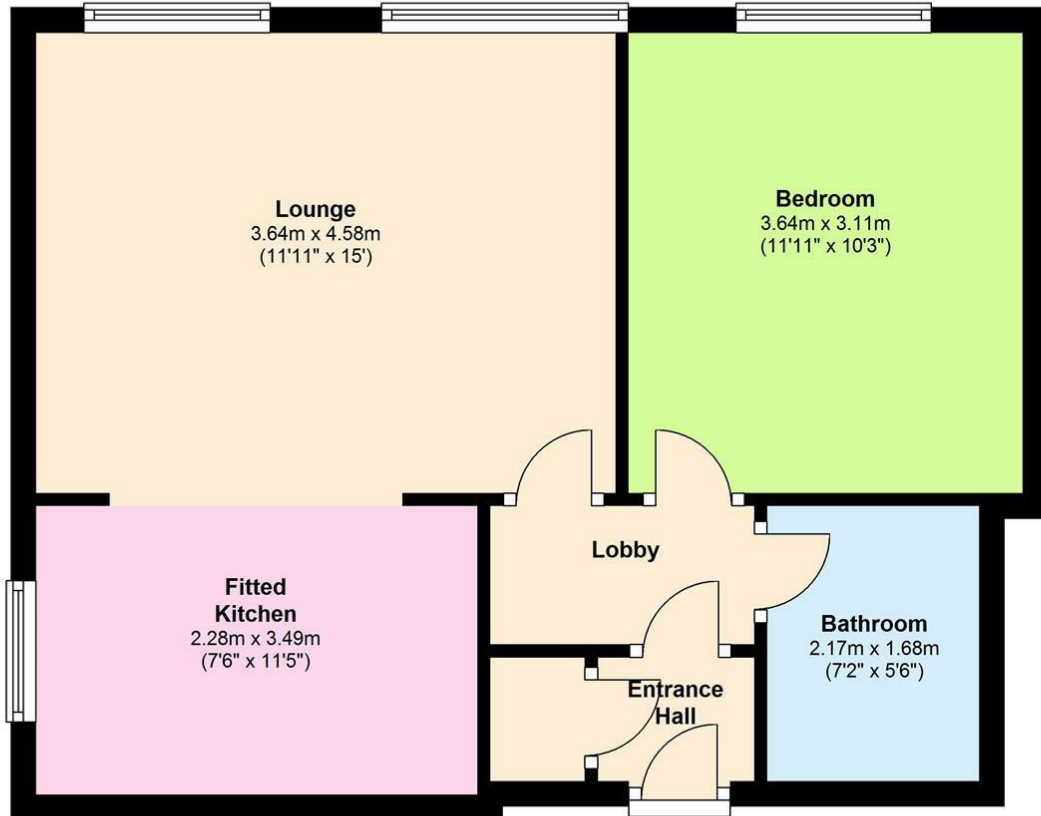 Lounge
3.64m x 4.58m
(11'11" x 15')
Bedroom
3.64m x 3.11m
(11'11" x 10'3")
Fitted
Kitchen
2.28m x 3.49m
(7'6" x 11'5")
Lobby
Bathroom
2.17m x 1.68m
(7'2" x 5'6")
Entrance
Hall